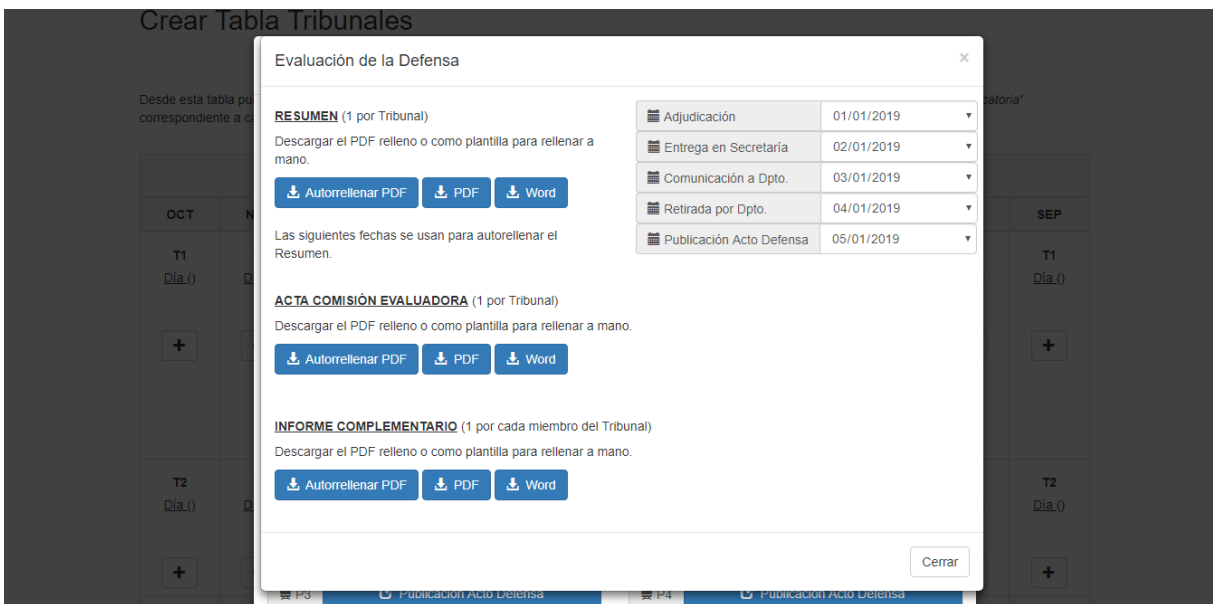 Crear Tabla Tribunales
Evaluación de la Defensa
×
Desde esta tabla
catoria'
correspondiente a
RESUMEN (1 por Tribunal)
Descargar el PDF relleno o como plantilla para rellenar a
mano.
Autorrellenar PDF PDF Word
Las siguientes fechas se usan para autorrellenar el
Resumen.
Adjudicación 01/01/2019
Entrega en Secretaría 02/01/2019
Comunicación a Dpto. 03/01/2019
Retirada por Dpto. 04/01/2019
Publicación Acto Defensa 05/01/2019
OCT
SEP
T1
T1
Día ()
Día ()
ACTA COMISIÓN EVALUADORA (1 por Tribunal)
Descargar el PDF relleno o como plantilla para rellenar a mano.
Autorrellenar PDF PDF Word
INFORME COMPLEMENTARIO (1 por cada miembro del Tribunal)
Descargar el PDF relleno o como plantilla para rellenar a mano.
Autorrellenar PDF PDF Word
T2
T2
Día ()
Día ()
Cerrar
P3 Publicación Acto Defensa P4 Publicación Acto Defensa